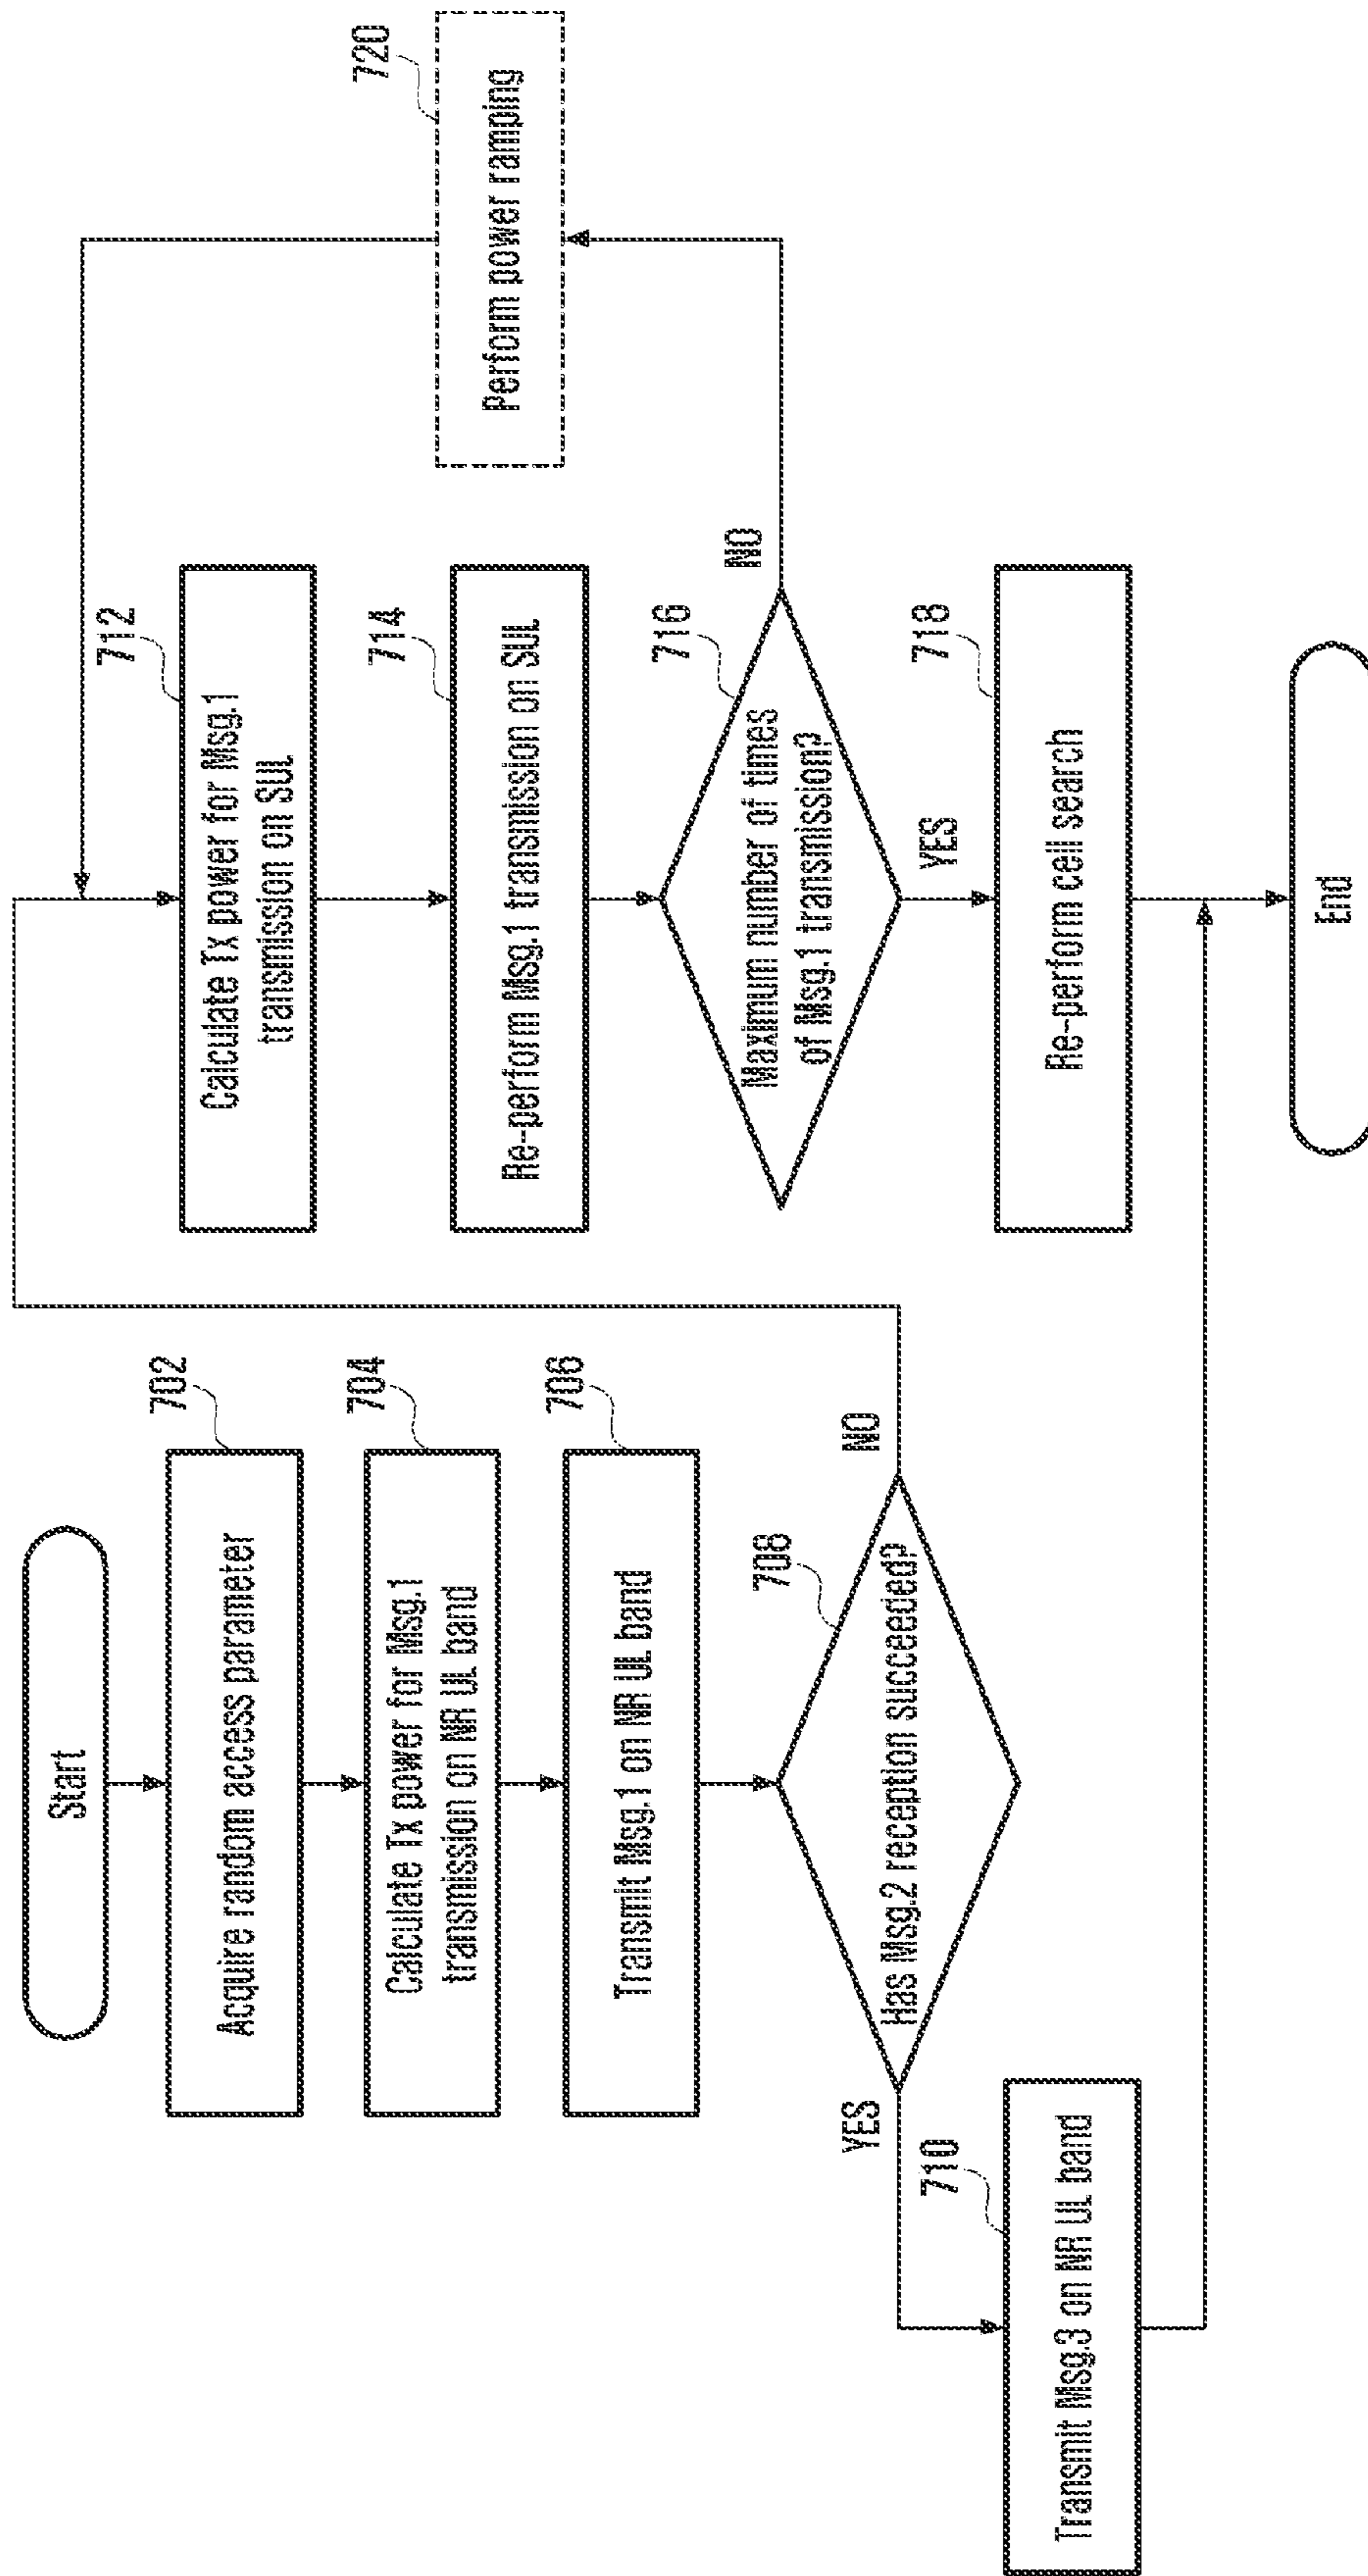 Start
702
Acquire random access parameter
704
Calculate Tx power for Msg.1
transmission on NR UL band
706
Transmit Msg.1 on NR UL band
708
Has Msg.2 reception succeeded?
YES
NO
710
Transmit Msg.3 on NR UL band
712
Calculate Tx power for Msg.1
transmission on SUL
714
Re-perform Msg.1 transmission on SUL
716
Maximum number of times
of Msg.1 transmission?
NO
YES
720
Perform power ramping
718
Re-perform cell search
End